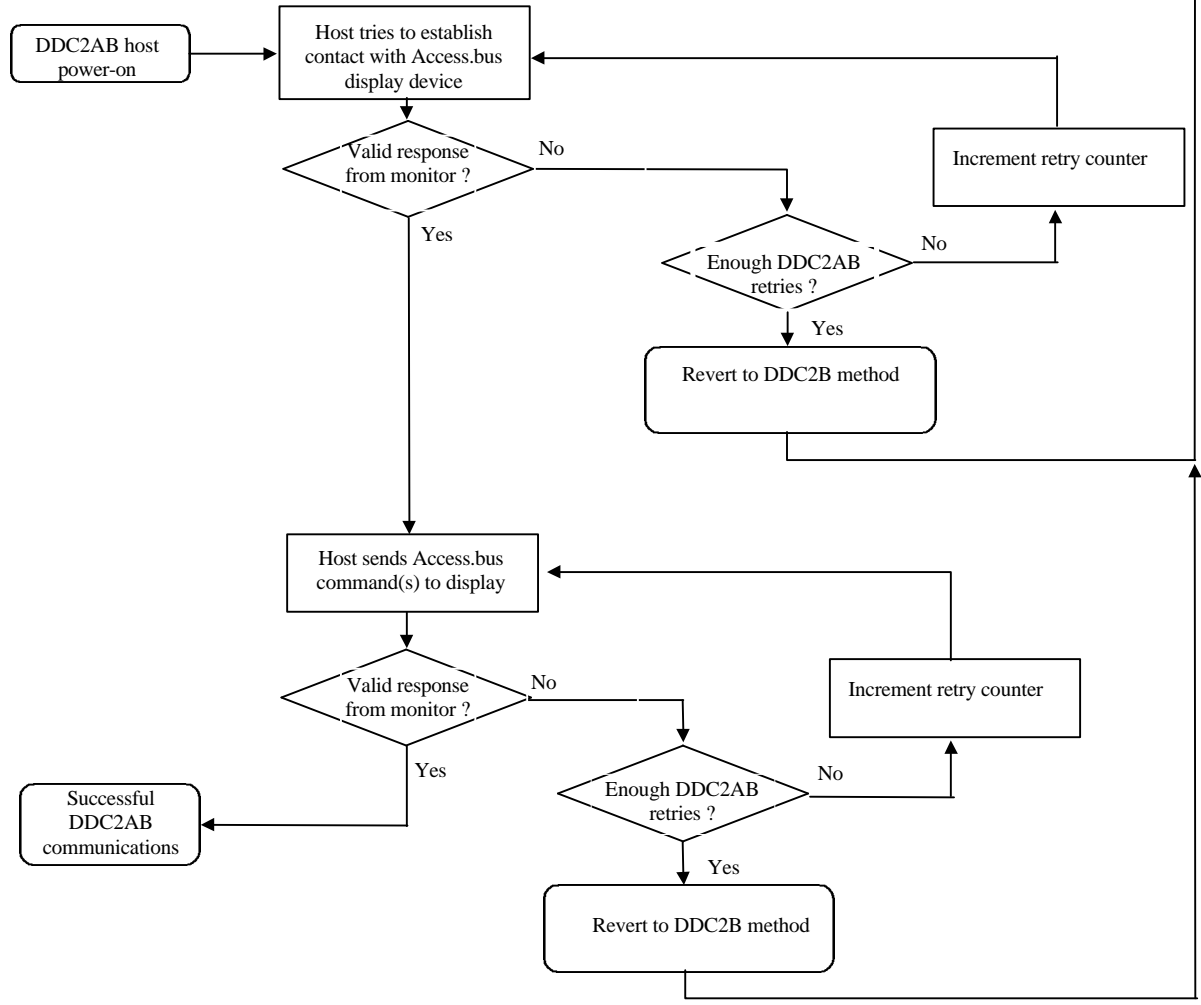 DDC2AB host
power-on
Host tries to establish
contact with Access.bus
display device
Valid response
from monitor ?
No
Increment retry counter
Yes
Enough DDC2AB
retries ?
No
Yes
Revert to DDC2B method
Host sends Access.bus
command(s) to display
Valid response
from monitor ?
No
Increment retry counter
Yes
Enough DDC2AB
retries ?
No
Successful
DDC2AB
communications
Yes
Revert to DDC2B method